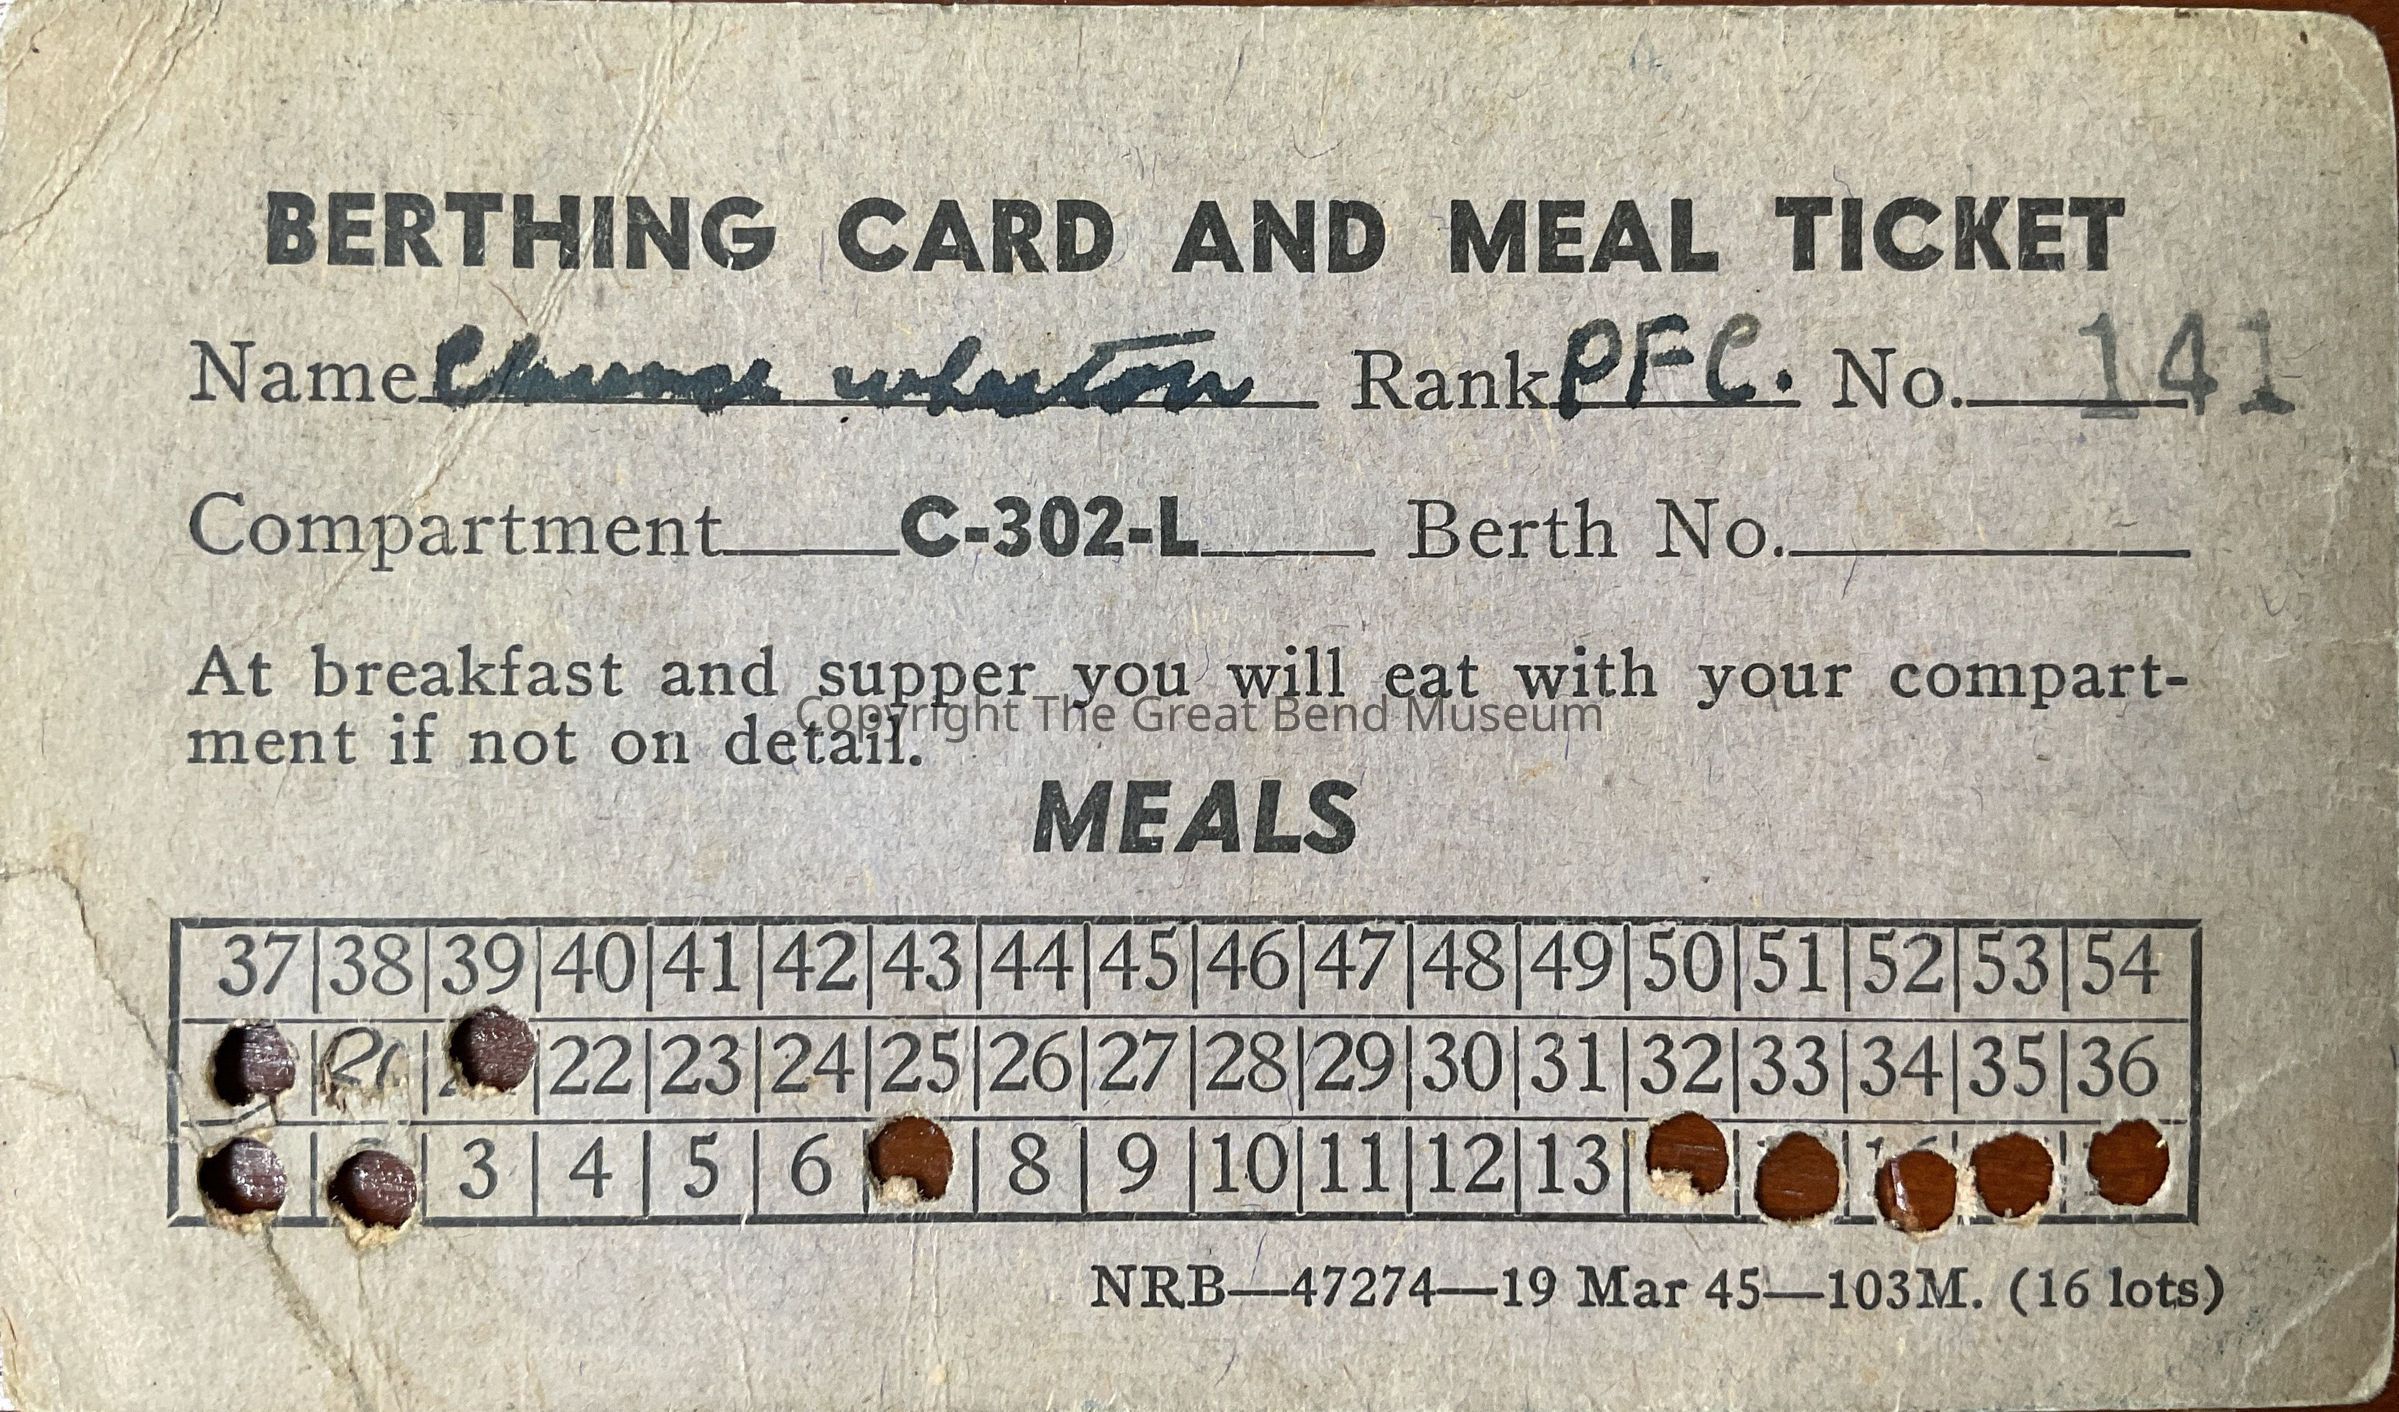 BERTHING CARD AND MEAL TICKET
Name Rank PFC. No. 141
Compartment C-302-L Berth No.
At breakfast and supper you will eat with your compart-
Copyright The Great Bend Museum
ment if not on detail.
MEALS
37 38 39 40 41 42 43 44 45 46 47 48 49 50 51 52 53 54
22 23 24 25 26 27 28 29 30 31 32 33 34 35 36
3 4 5 6 8 9 10 11 12 13
NRB—47274—19 Mar 45—103M. (16 lots)